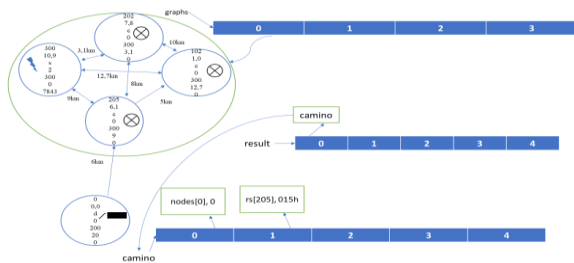 graphs
0 1 2 3
202
7,8
e
0
300
3,1
0
3,1km
10km
300
10,9
s
2
300
0
7843
102
1,0
e
0
300
12,7
0
12,7km
8km
9km
5km
205
6,1
e
0
300
9
0
6km
camino
result
0 1 2 3 4
0
0,0
d
0
200
20
0
nodes[0], 0
rs[205], 015h
camino
0 1 2 3 4